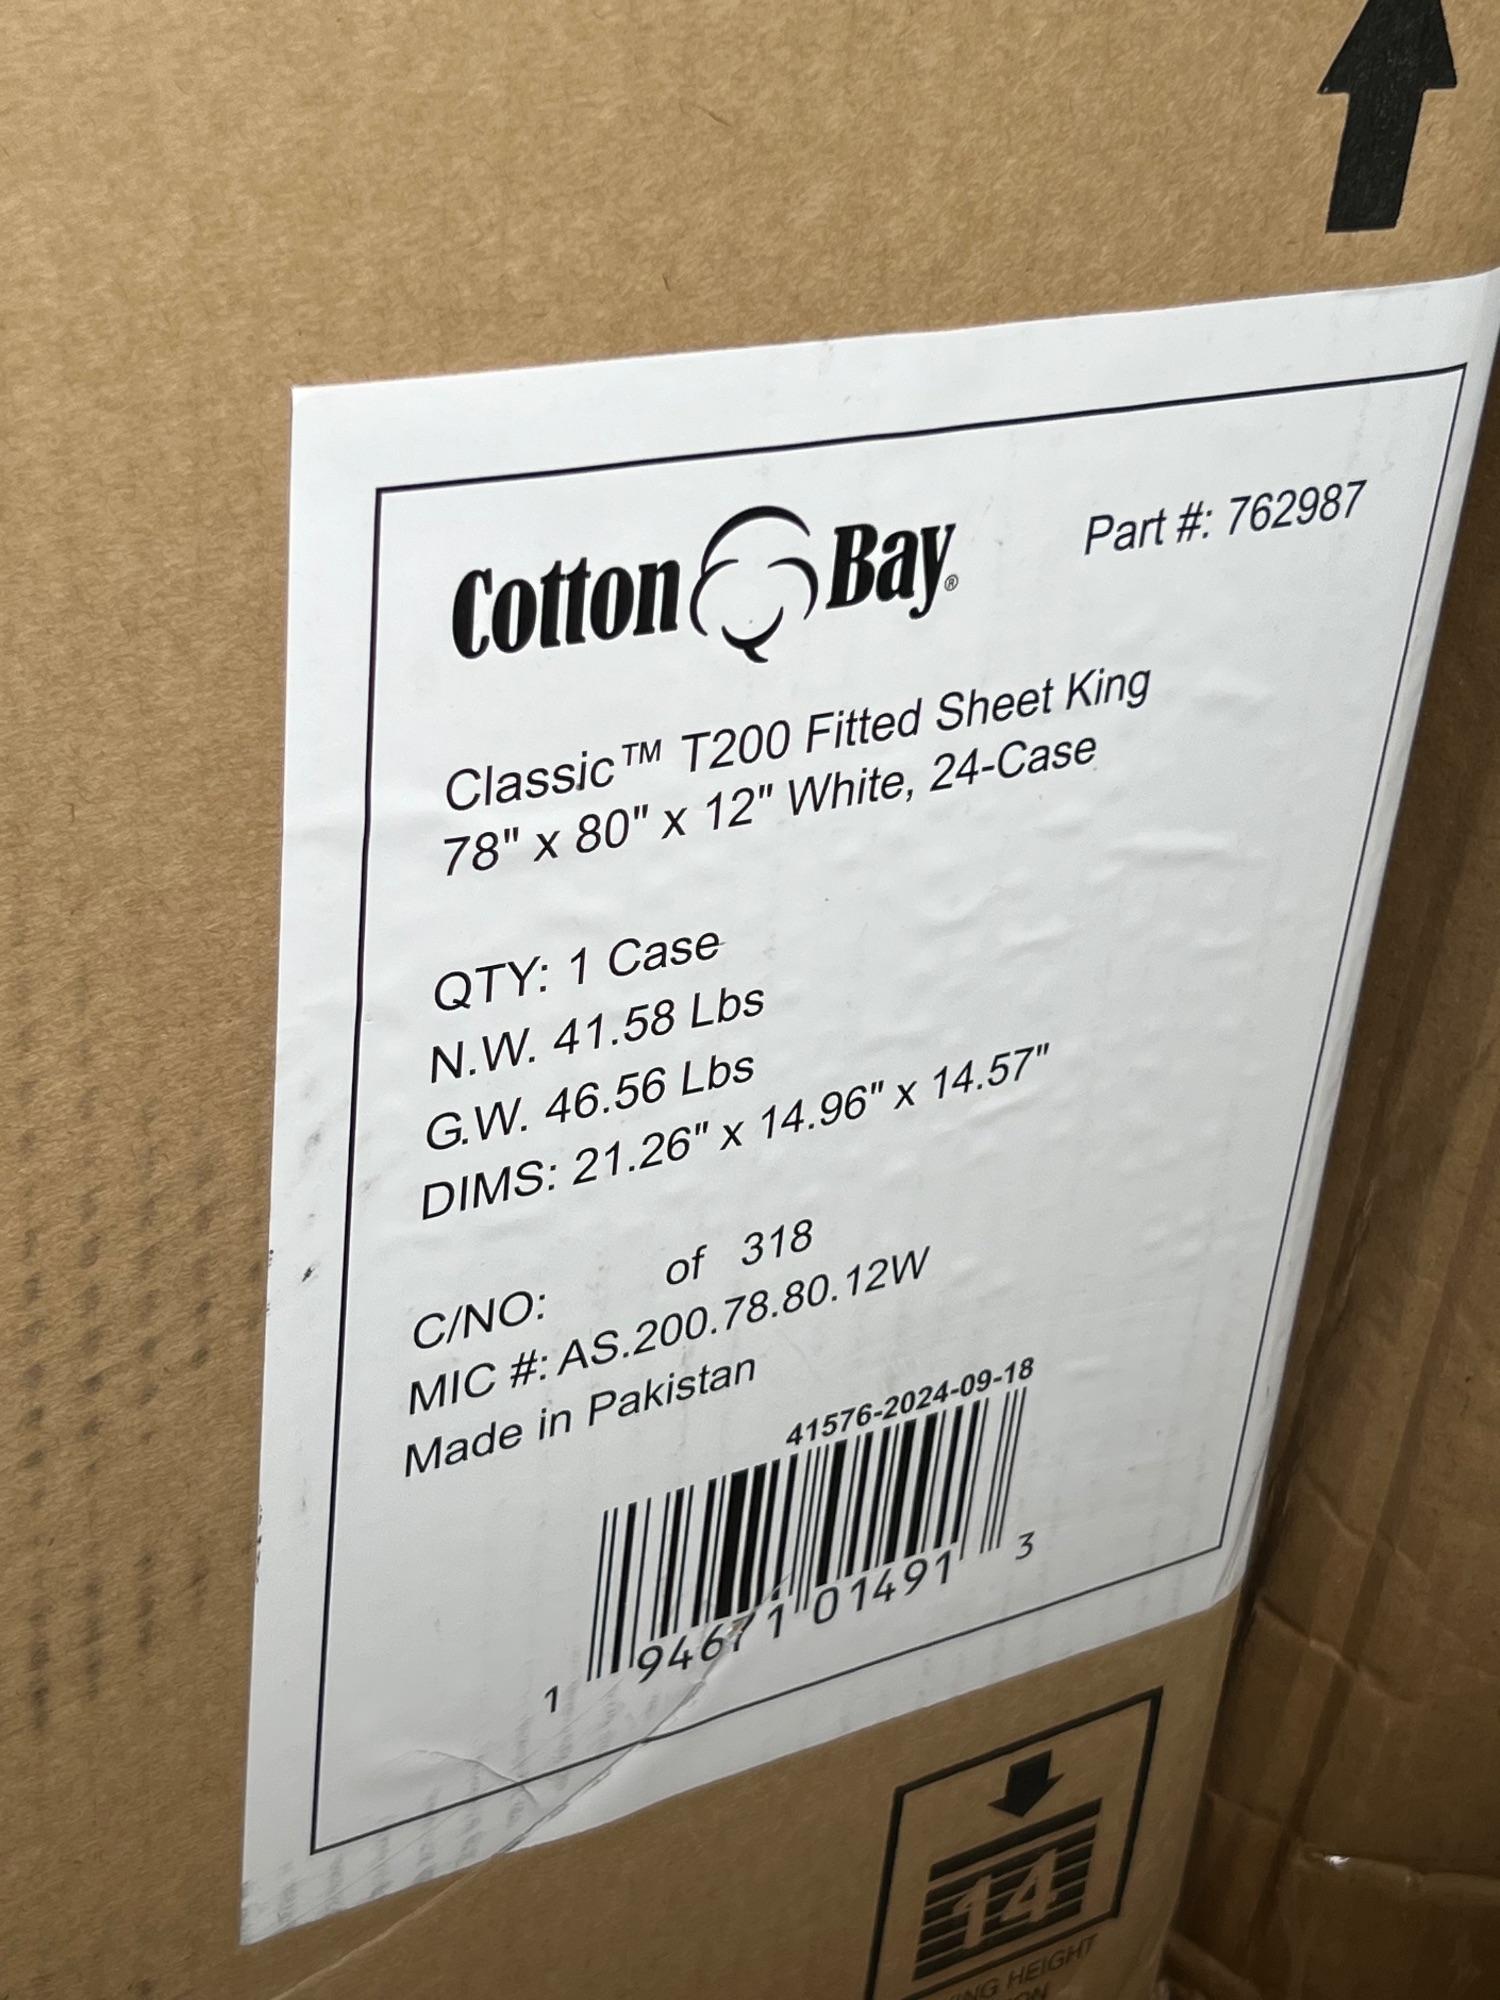 Cotton Bay®
Part #: 762987
Classic™ T200 Fitted Sheet King
78" x 80" x 12" White, 24-Case
QTY: 1 Case
N.W. 41.58 Lbs
G.W. 46.56 Lbs
DIMS: 21.26" x 14.96" x 14.57"
C/NO: of 318
MIC #: AS.200.78.80.12W
Made in Pakistan
41576-2024-09-18
1 94671 01491 3
14
HEIGHT